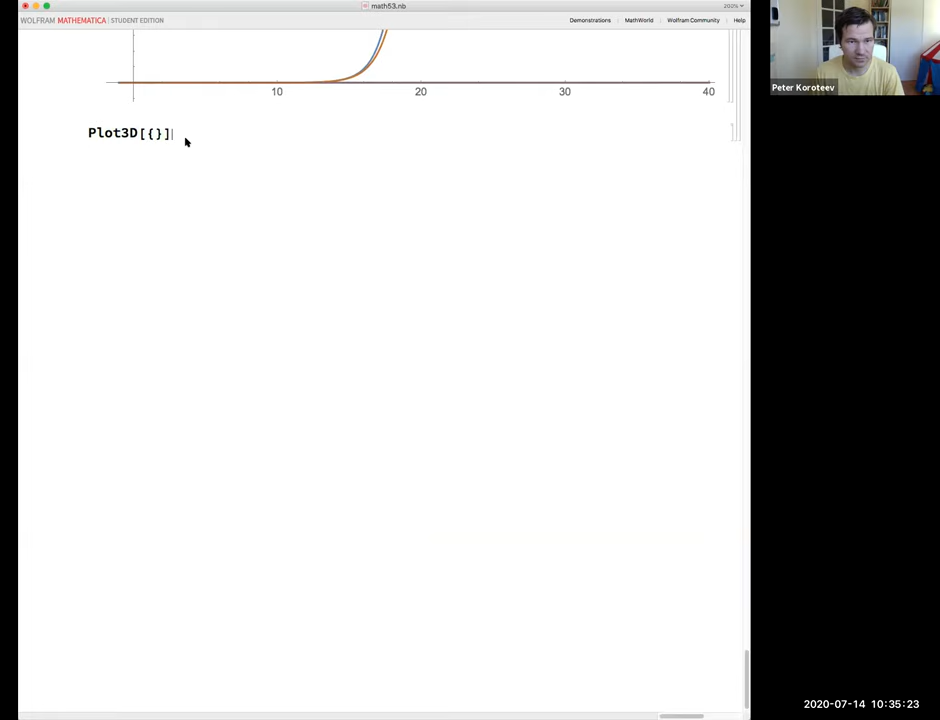 math53.nb
200%
WOLFRAM MATHEMATICA | STUDENT EDITION
Demonstrations MathWorld Wolfram Community Help
10 20 30 40
Plot3D[{}]
Peter Koroteev
2020-07-14 10:35:23